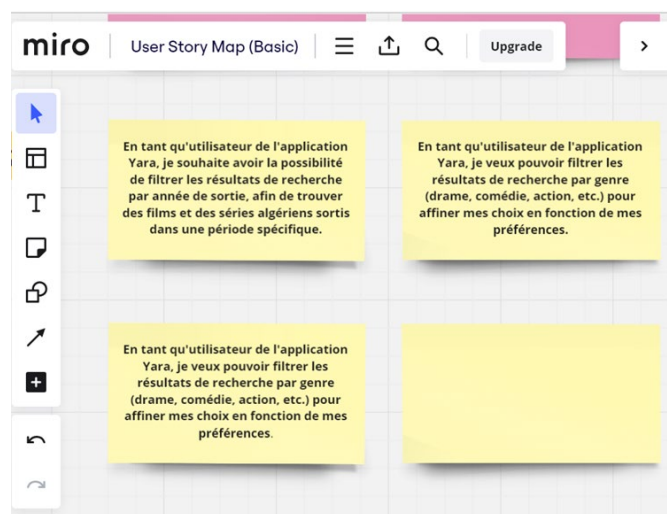 miro
User Story Map (Basic)
Upgrade
En tant qu'utilisateur de l'application
Yara, je souhaite avoir la possibilité
de filtrer les résultats de recherche
par année de sortie, afin de trouver
des films et des séries algériens sortis
dans une période spécifique.
En tant qu'utilisateur de l'application
Yara, je veux pouvoir filtrer les
résultats de recherche par genre
(drame, comédie, action, etc.) pour
affiner mes choix en fonction de mes
préférences.
En tant qu'utilisateur de l'application
Yara, je veux pouvoir filtrer les
résultats de recherche par genre
(drame, comédie, action, etc.) pour
affiner mes choix en fonction de mes
préférences.